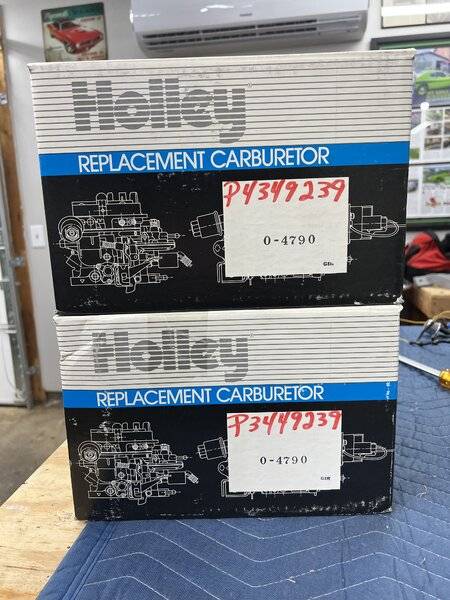 Holley
REPLACEMENT CARBURETOR
P4349239
0-4790
Holley
REPLACEMENT CARBURETOR
P3449239
0-4790